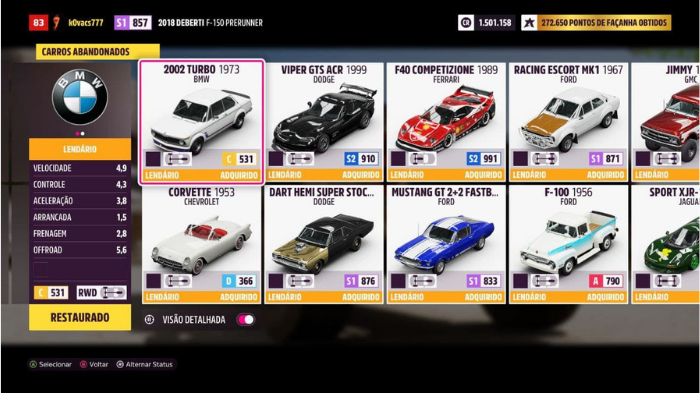 83 k0vacs777 S1 857 2018 DEBERTI F-150 PRERUNNER CR 1.501.158 272.650 PONTOS DE FAÇANHA OBTIDOS
CARROS ABANDONADOS
BMW
LENDÁRIO
VELOCIDADE 4,9
CONTROLE 4,3
ACELERAÇÃO 3,8
ARRANCADA 1,5
FRENAGEM 2,8
OFFROAD 5,6
C 531 RWD
RESTAURADO
2002 TURBO 1973
BMW
C 531
LENDÁRIO ADQUIRIDO
VIPER GTS ACR 1999
DODGE
S2 910
LENDÁRIO ADQUIRIDO
F40 COMPETIZIONE 1989
FERRARI
S2 991
LENDÁRIO ADQUIRIDO
RACING ESCORT MK1 1967
FORD
S1 871
LENDÁRIO ADQUIRIDO
JIMMY 1
GMC
LENDÁRIO
CORVETTE 1953
CHEVROLET
D 366
LENDÁRIO ADQUIRIDO
DART HEMI SUPER STOC...
DODGE
S1 876
LENDÁRIO ADQUIRIDO
MUSTANG GT 2+2 FASTB...
FORD
S1 833
LENDÁRIO ADQUIRIDO
F-100 1956
FORD
A 790
LENDÁRIO ADQUIRIDO
SPORT XJR-
JAGUA
LENDÁRIO
VISÃO DETALHADA
A Selecionar B Voltar Alternar Status